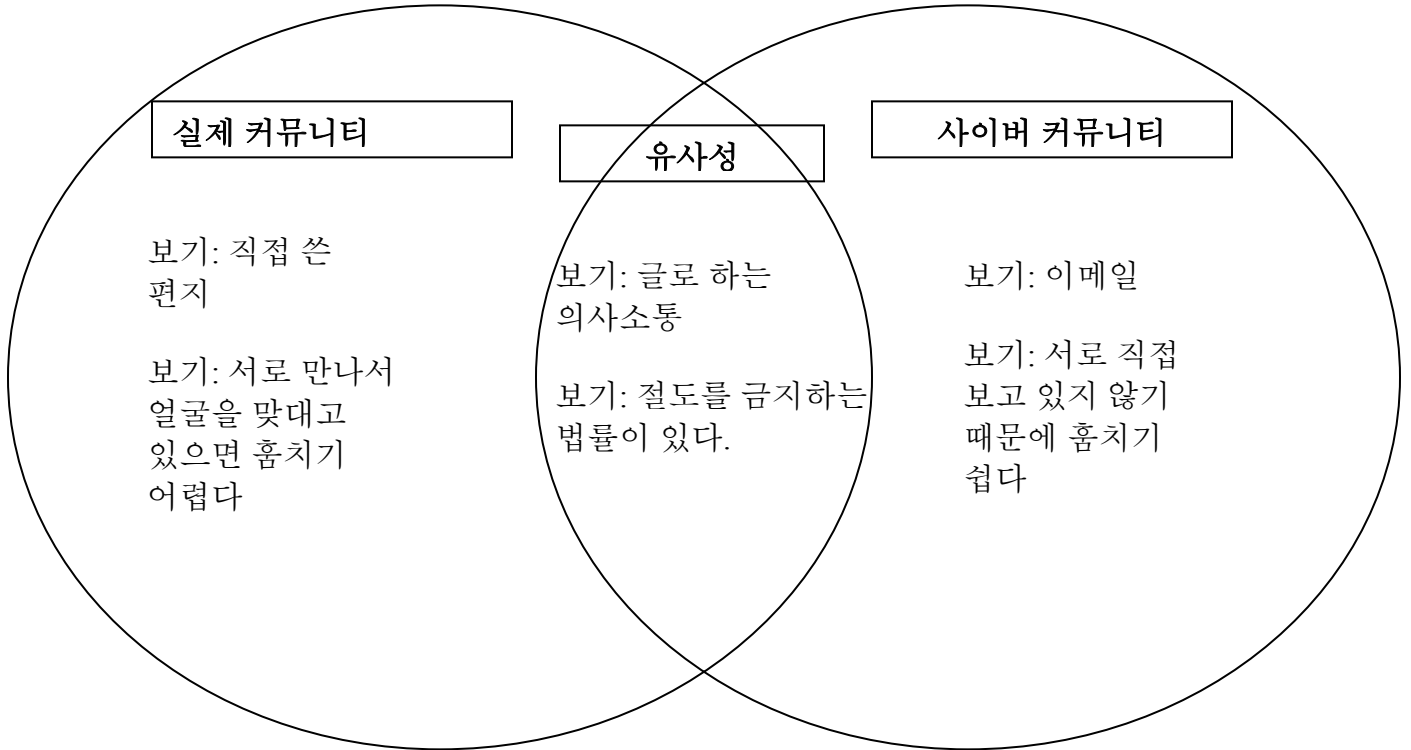 실제 커뮤니티
보기: 직접 쓴
편지
보기: 서로 만나서
얼굴을 맞대고
있으면 훔치기
어렵다
유사성
보기: 글로 하는
의사소통
보기: 절도를 금지하는
법률이 있다.
사이버 커뮤니티
보기: 이메일
보기: 서로 직접
보고 있지 않기
때문에 훔치기
쉽다